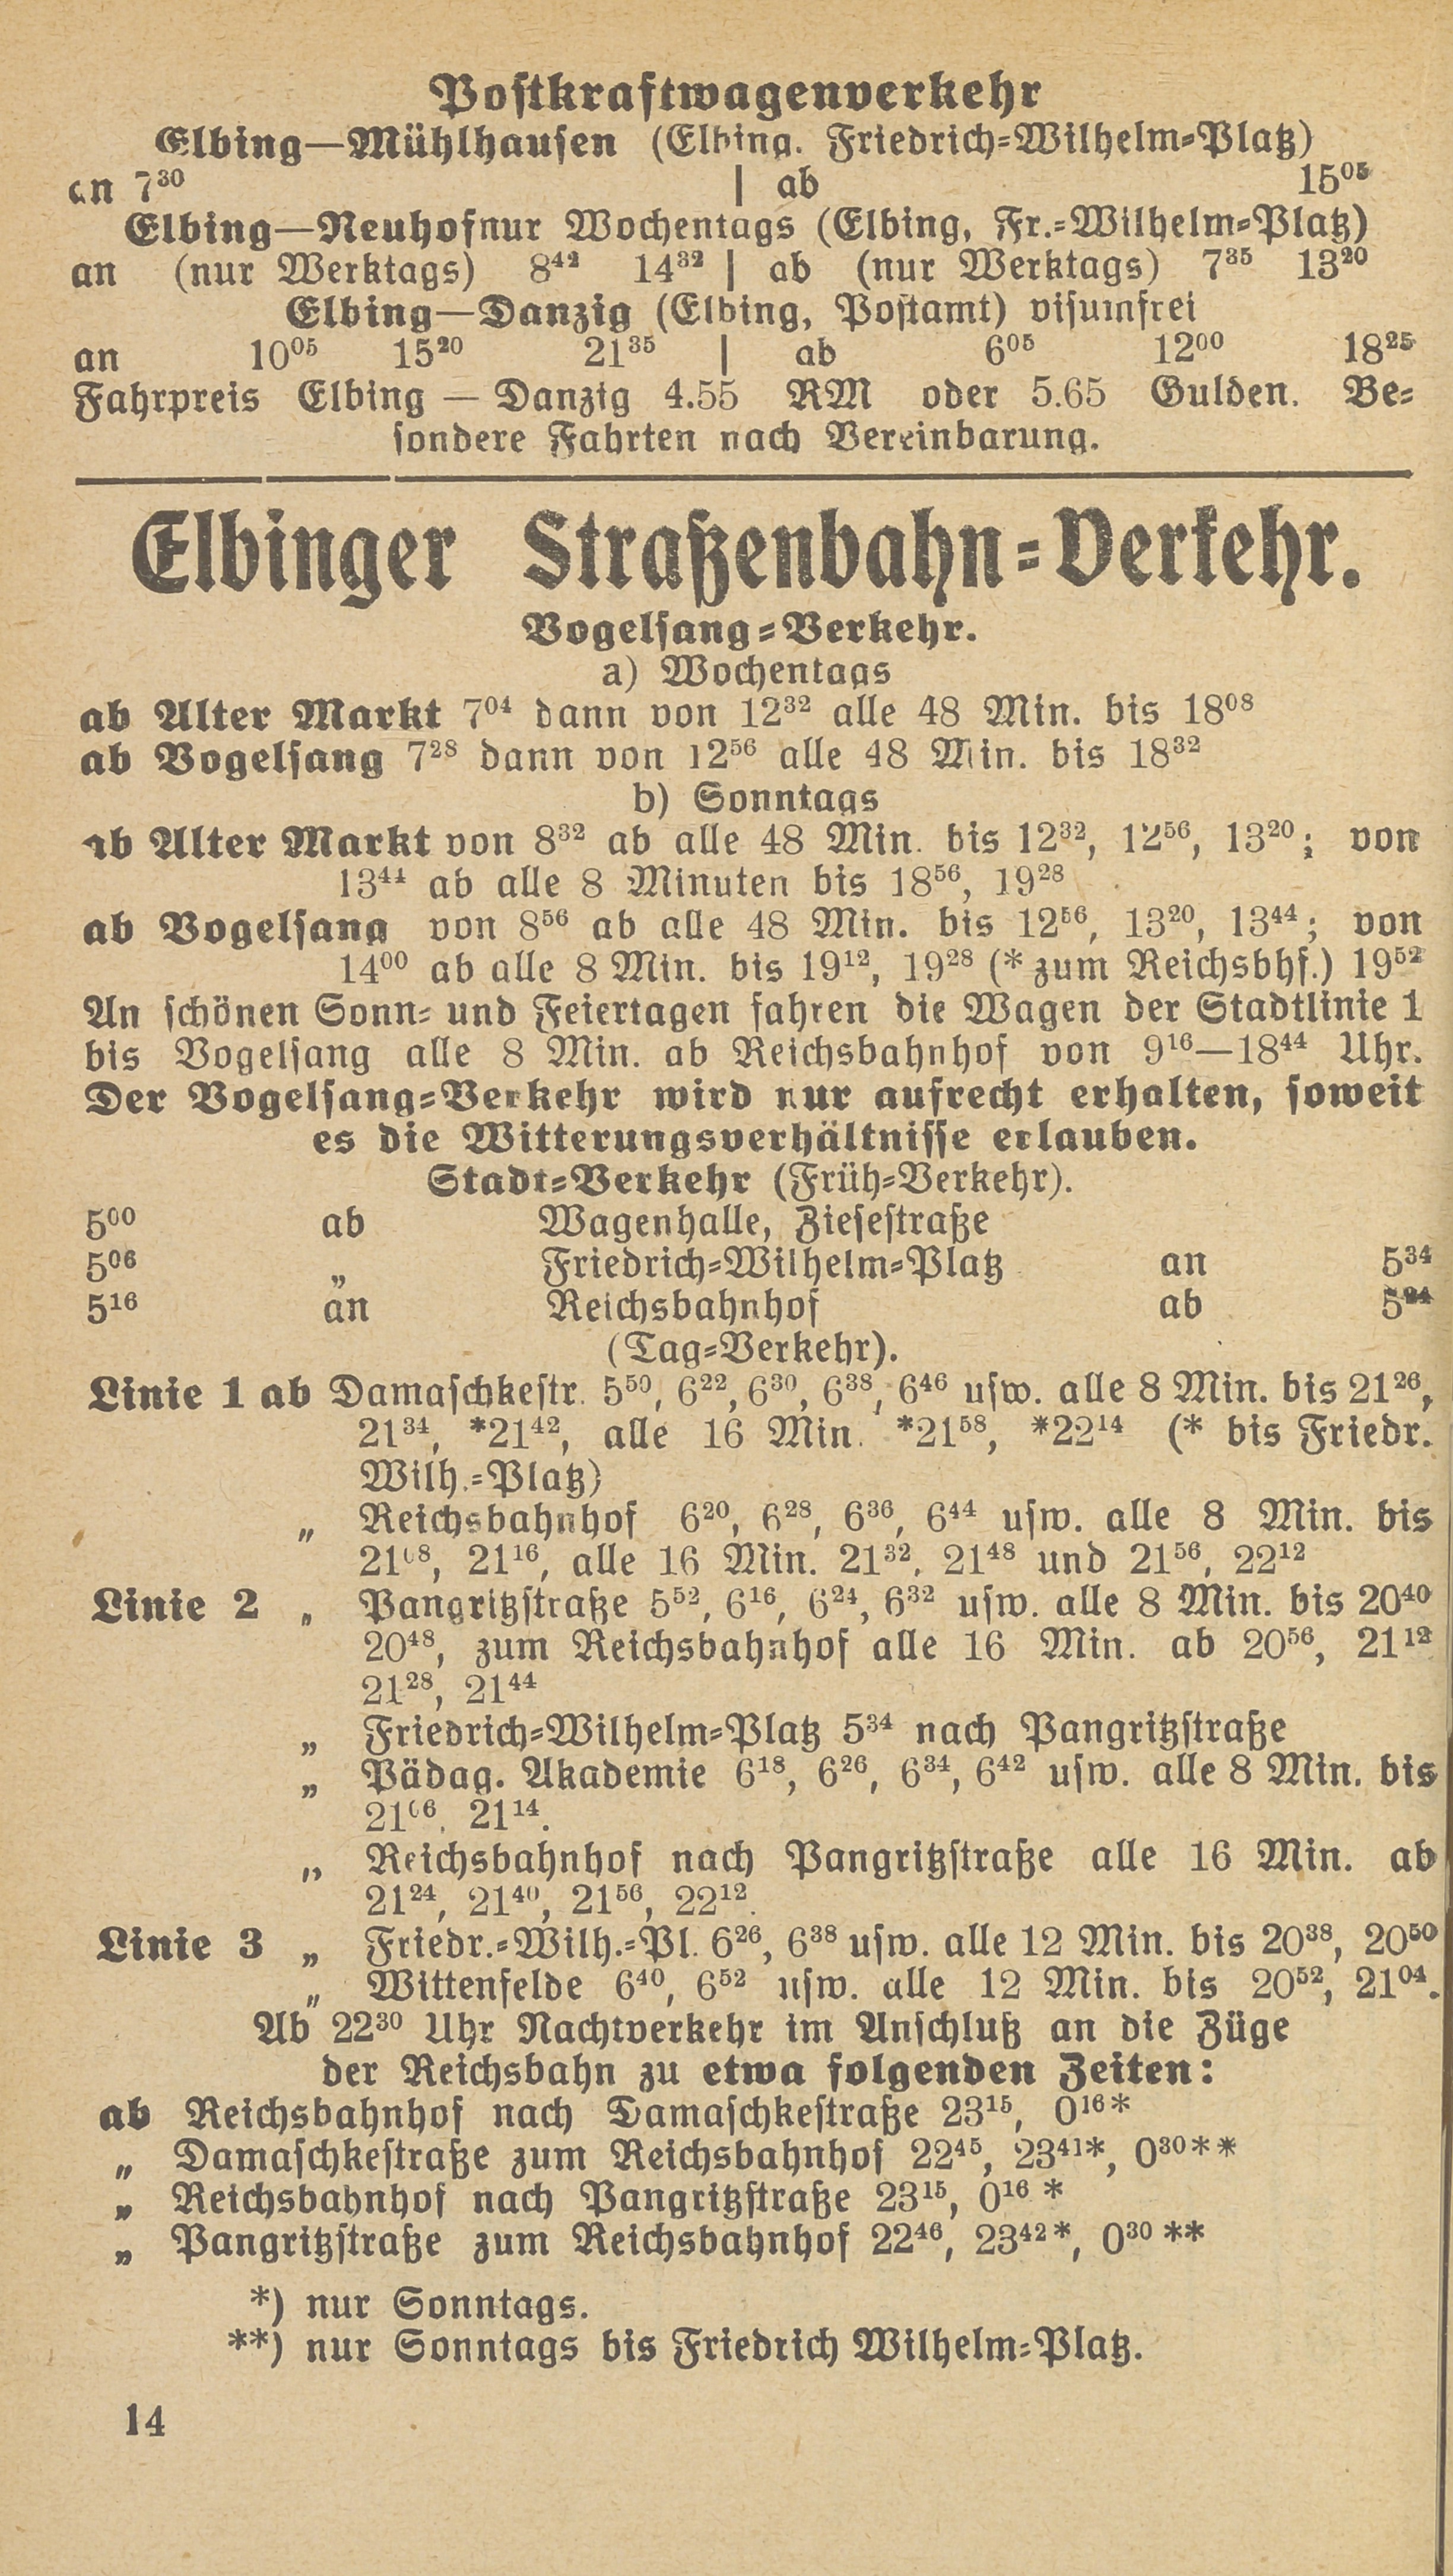 Postkraftwagenverkehr
Elbing—Mühlhausen (Elbing. Friedrich-Wilhelm-Platz)
an 7³⁰ | ab 15⁰⁵
Elbing—Neuhof nur Wochentags (Elbing, Fr.-Wilhelm-Platz)
an (nur Werktags) 8⁴² 14³² | ab (nur Werktags) 7³⁵ 13²⁰
Elbing—Danzig (Elbing, Postamt) visumfrei
an 10⁰⁵ 15²⁰ 21³⁵ | ab 6⁰⁵ 12⁰⁰ 18²⁵
Fahrpreis Elbing — Danzig 4.55 RM oder 5.65 Gulden. Be-
sondere Fahrten nach Vereinbarung.
Elbinger Straßenbahn-Verkehr.
Vogelsang-Verkehr.
a) Wochentags
ab Alter Markt 7⁰⁴ dann von 12³² alle 48 Min. bis 18⁰⁸
ab Vogelsang 7²⁸ dann von 12⁵⁶ alle 48 Min. bis 18³²
b) Sonntags
ab Alter Markt von 8³² ab alle 48 Min. bis 12³², 12⁵⁶, 13²⁰; von
13⁴⁴ ab alle 8 Minuten bis 18⁵⁶, 19²⁸
ab Vogelsang von 8⁵⁶ ab alle 48 Min. bis 12⁵⁶, 13²⁰, 13⁴⁴; von
14⁰⁰ ab alle 8 Min. bis 19¹², 19²⁸ (* zum Reichsbhf.) 19⁵²
An schönen Sonn- und Feiertagen fahren die Wagen der Stadtlinie 1
bis Vogelsang alle 8 Min. ab Reichsbahnhof von 9¹⁶—18⁴⁴ Uhr.
Der Vogelsang-Verkehr wird nur aufrecht erhalten, soweit
es die Witterungsverhältnisse erlauben.
Stadt-Verkehr (Früh-Verkehr).
5⁰⁰ ab Wagenhalle, Ziesestraße
5⁰⁶ „ Friedrich-Wilhelm-Platz an 5³⁴
5¹⁶ an Reichsbahnhof ab 5²⁴
(Tag-Verkehr).
Linie 1 ab Damaschkestr. 5⁵⁰, 6²², 6³⁰, 6³⁸, 6⁴⁶ usw. alle 8 Min. bis 21²⁶,
21³⁴, *21⁴², alle 16 Min. *21⁵⁸, *22¹⁴ (* bis Friedr.
Wilh.-Platz)
„ Reichsbahnhof 6²⁰, 6²⁸, 6³⁶, 6⁴⁴ usw. alle 8 Min. bis
21⁰⁸, 21¹⁶, alle 16 Min. 21³², 21⁴⁸ und 21⁵⁶, 22¹²
Linie 2 „ Pangritzstraße 5⁵², 6¹⁶, 6²⁴, 6³² usw. alle 8 Min. bis 20⁴⁰
20⁴⁸, zum Reichsbahnhof alle 16 Min. ab 20⁵⁶, 21¹²
21²⁸, 21⁴⁴
„ Friedrich-Wilhelm-Platz 5³⁴ nach Pangritzstraße
„ Pädag. Akademie 6¹⁸, 6²⁶, 6³⁴, 6⁴² usw. alle 8 Min. bis
21⁰⁶, 21¹⁴.
„ Reichsbahnhof nach Pangritzstraße alle 16 Min. ab
21²⁴, 21⁴⁰, 21⁵⁶, 22¹².
Linie 3 „ Friedr.-Wilh.-Pl. 6²⁶, 6³⁸ usw. alle 12 Min. bis 20³⁸, 20⁵⁰
„ Wittenfelde 6⁴⁰, 6⁵² usw. alle 12 Min. bis 20⁵², 21⁰⁴.
Ab 22³⁰ Uhr Nachtverkehr im Anschluß an die Züge
der Reichsbahn zu etwa folgenden Zeiten:
ab Reichsbahnhof nach Damaschkestraße 23¹⁵, 0¹⁶*
„ Damaschkestraße zum Reichsbahnhof 22⁴⁵, 23⁴¹*, 0³⁰**
„ Reichsbahnhof nach Pangritzstraße 23¹⁵, 0¹⁶ *
„ Pangritzstraße zum Reichsbahnhof 22⁴⁶, 23⁴²*, 0³⁰ **
*) nur Sonntags.
**) nur Sonntags bis Friedrich Wilhelm-Platz.
14